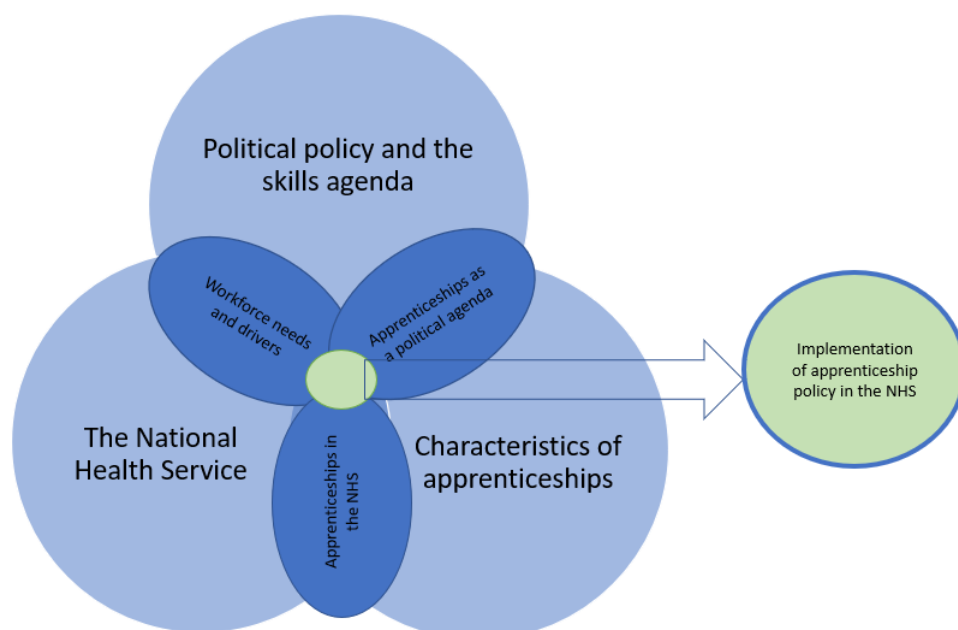 Political policy and the
skills agenda
Workforce needs
and drivers
Apprenticeships as
a political agenda
The National
Health Service
Apprenticeships in
the NHS
Characteristics of
apprenticeships
Implementation
of apprenticeship
policy in the NHS